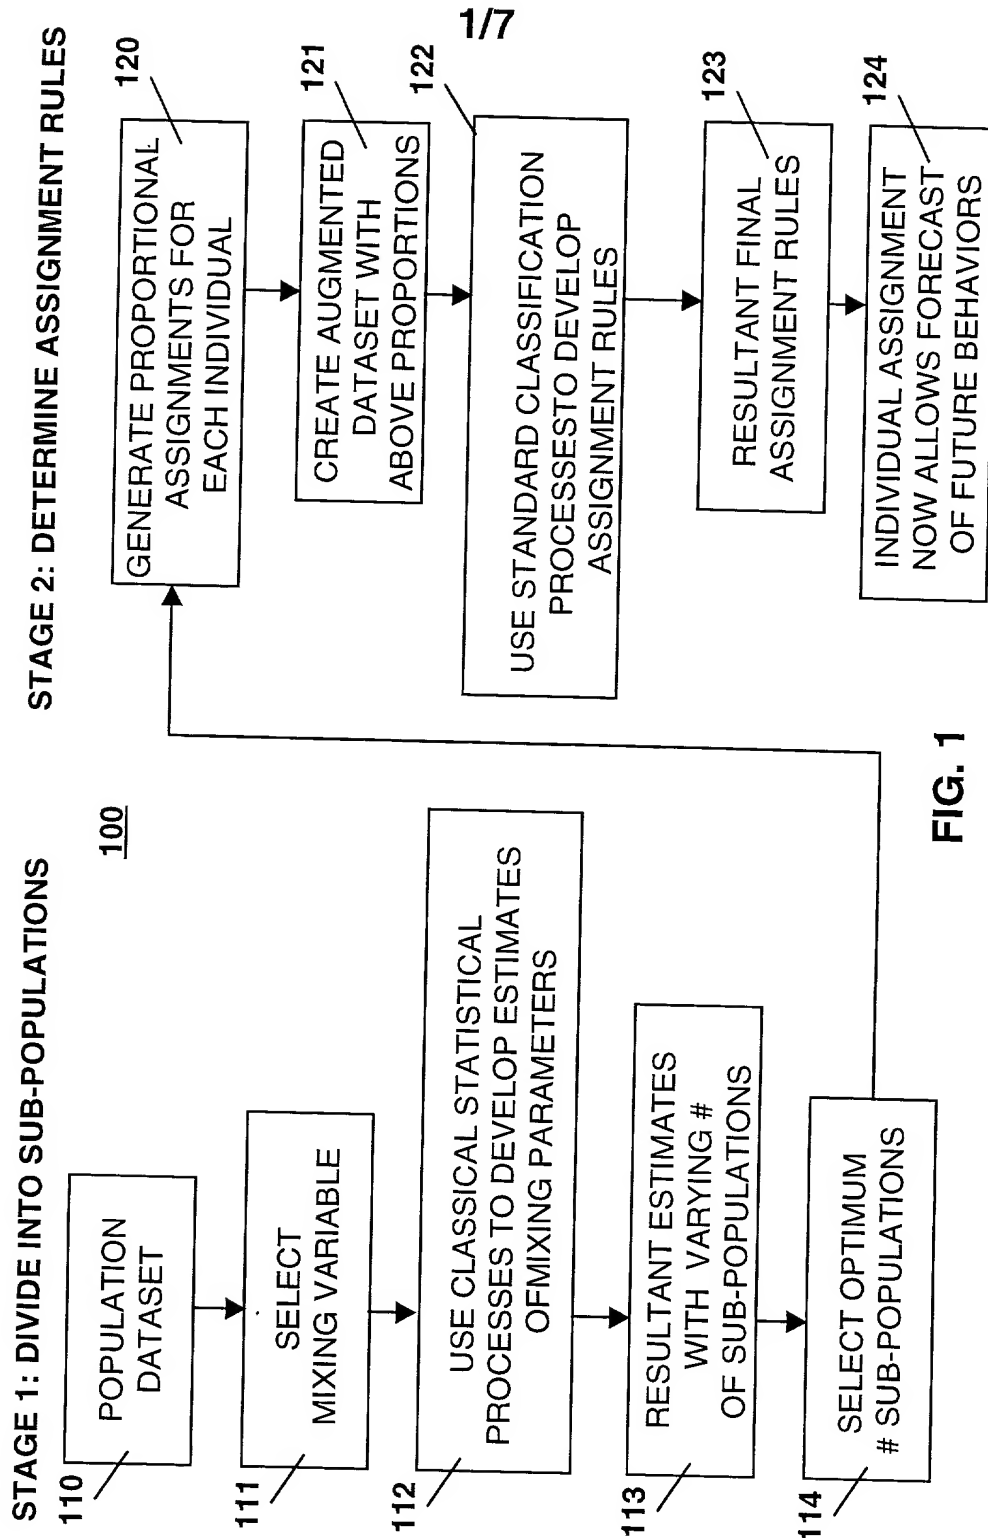 1/7
STAGE 1: DIVIDE INTO SUB-POPULATIONS
100
110
POPULATION
DATASET
111
SELECT
MIXING VARIABLE
112
USE CLASSICAL STATISTICAL
PROCESSES TO DEVELOP ESTIMATES
OFMIXING PARAMETERS
113
RESULTANT ESTIMATES
WITH VARYING #
OF SUB-POPULATIONS
114
SELECT OPTIMUM
# SUB-POPULATIONS
STAGE 2: DETERMINE ASSIGNMENT RULES
120
GENERATE PROPORTIONAL
ASSIGNMENTS FOR
EACH INDIVIDUAL
121
CREATE AUGMENTED
DATASET WITH
ABOVE PROPORTIONS
122
USE STANDARD CLASSIFICATION
PROCESSESTO DEVELOP
ASSIGNMENT RULES
123
RESULTANT FINAL
ASSIGNMENT RULES
124
INDIVIDUAL ASSIGNMENT
NOW ALLOWS FORECAST
OF FUTURE BEHAVIORS
FIG. 1